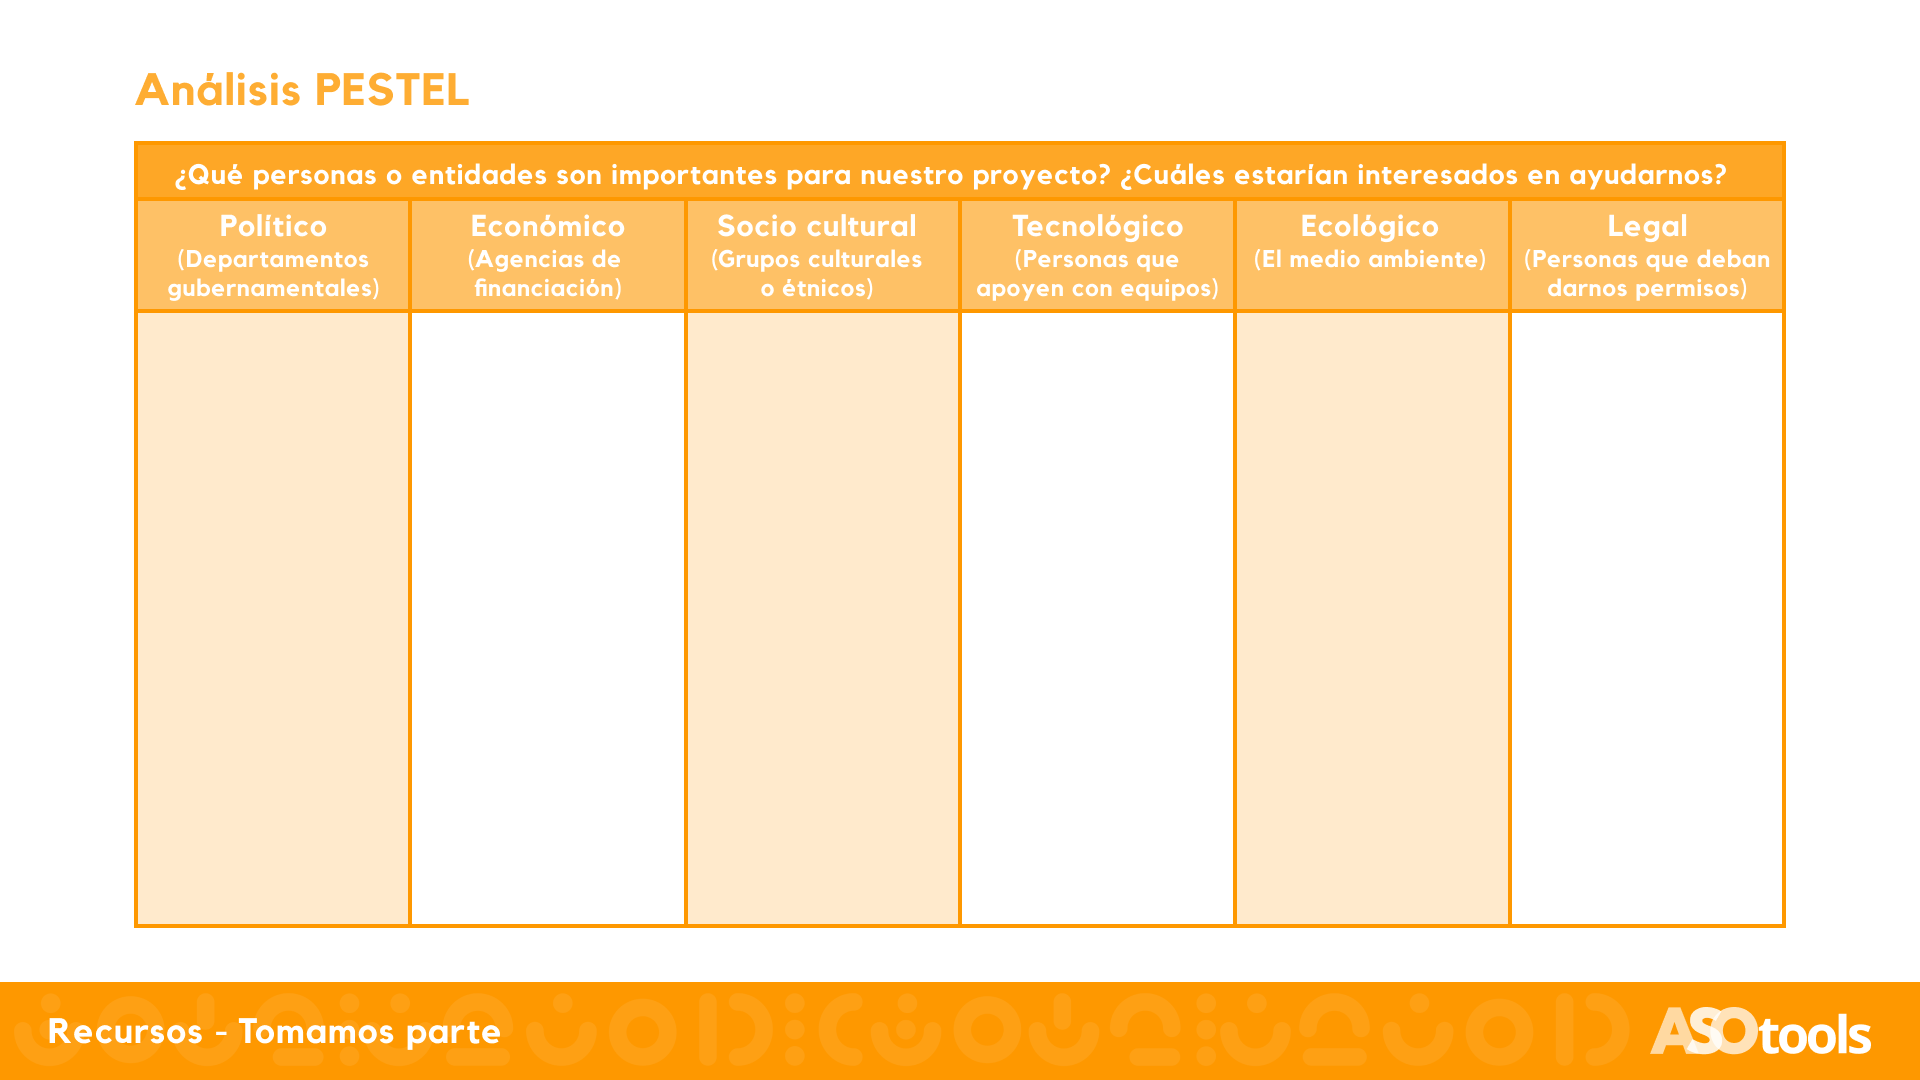 Análisis PESTEL
¿Qué personas o entidades son importantes para nuestro proyecto? ¿Cuáles estarían interesados en ayudarnos?
Político
(Departamentos
gubernamentales)
Económico
(Agencias de
financiación)
Socio cultural
(Grupos culturales
o étnicos)
Tecnológico
(Personas que
apoyen con equipos)
Ecológico
(El medio ambiente)
Legal
(Personas que deban
darnos permisos)
Recursos - Tomamos parte
ASOtools